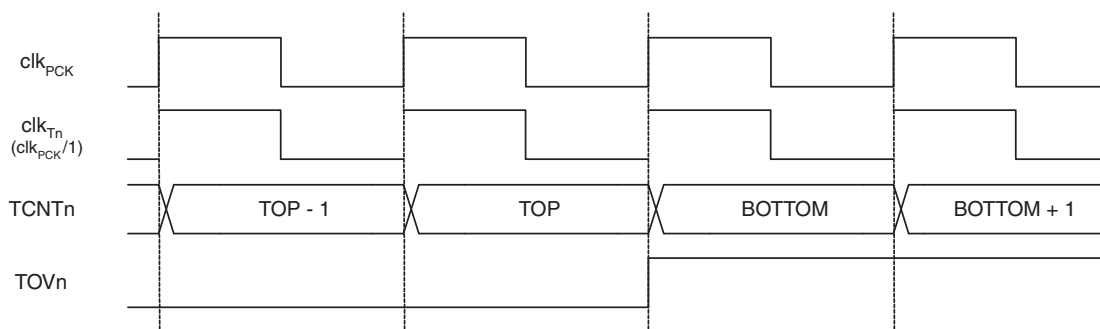 clkPCK
clkTn
(clkPCK/1)
TCNTn TOP - 1 TOP BOTTOM BOTTOM + 1
TOVn